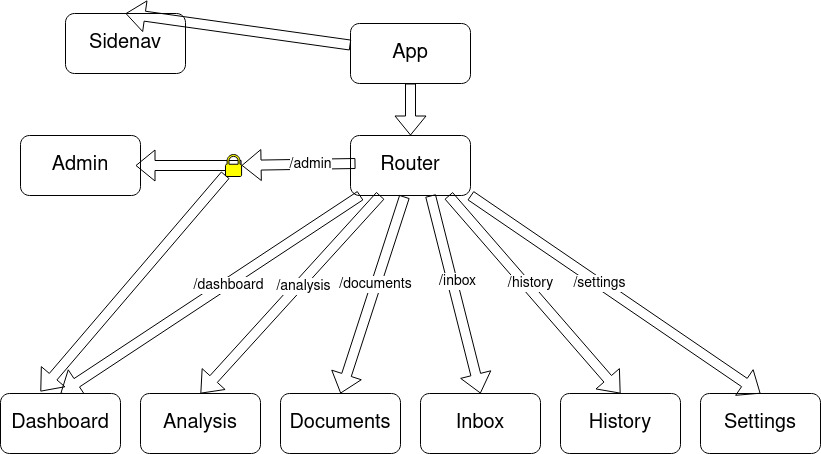 Sidenav
App
Admin
/admin
Router
/dashboard
/analysis
/documents
/inbox
/history
/settings
Dashboard
Analysis
Documents
Inbox
History
Settings